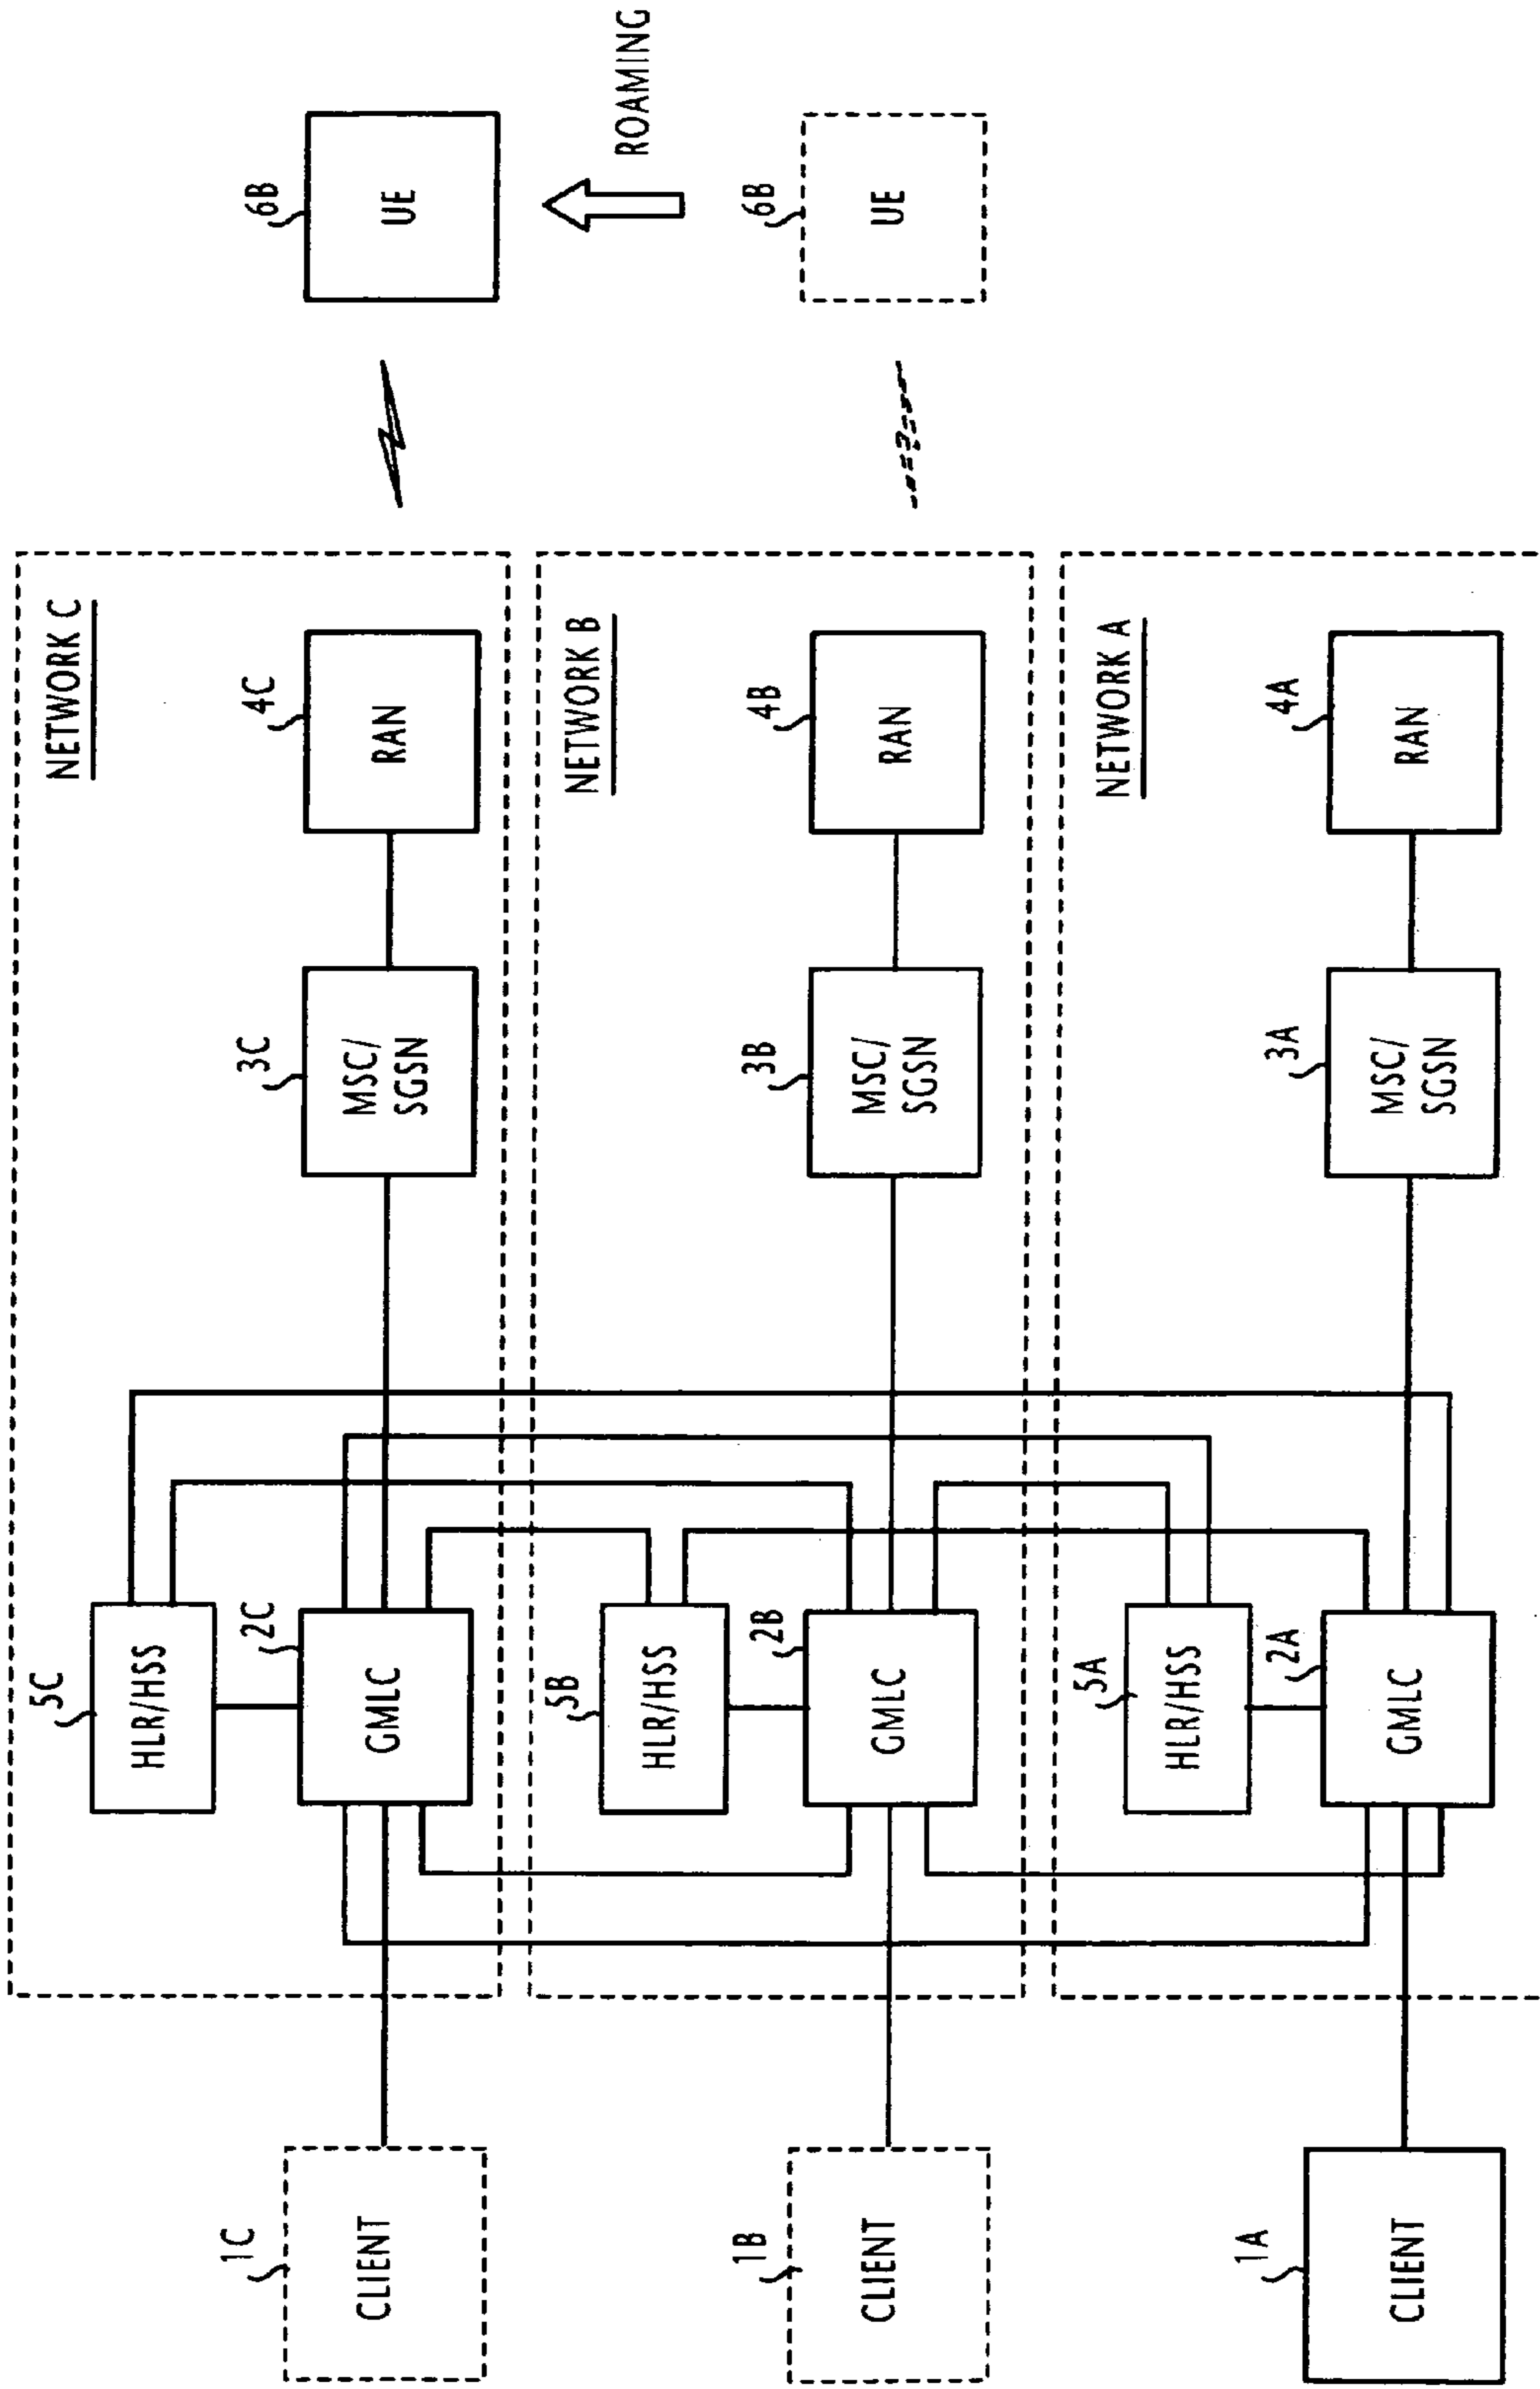 NETWORK C
5C
HLR/HSS
1C
CLIENT
2C
GMLC
3C
MSC/
SGSN
4C
RAN
6B
UE
ROAMING
NETWORK B
5B
HLR/HSS
1B
CLIENT
2B
GMLC
3B
MSC/
SGSN
4B
RAN
6B
UE
NETWORK A
5A
HLR/HSS
1A
CLIENT
2A
GMLC
3A
MSC/
SGSN
4A
RAN